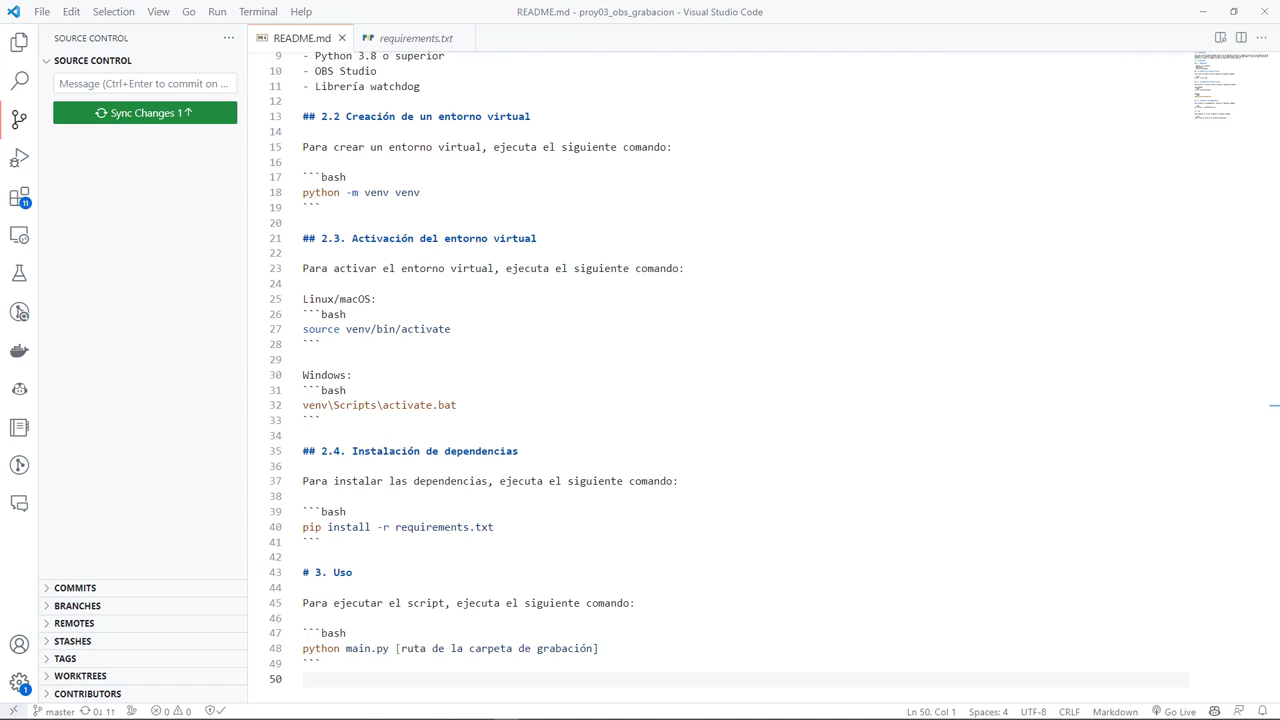 File Edit Selection View Go Run Terminal Help
README.md - proy03_obs_grabacion - Visual Studio Code
SOURCE CONTROL
README.md
requirements.txt
SOURCE CONTROL
Message (Ctrl+Enter to commit on ...
Sync Changes 1↑
9 - Python 3.8 o superior
10 - OBS Studio
11 - Librería watchdog
12
13 ## 2.2 Creación de un entorno virtual
14
15 Para crear un entorno virtual, ejecuta el siguiente comando:
16
17 ```bash
18 python -m venv venv
19 ```
20
21 ## 2.3. Activación del entorno virtual
22
23 Para activar el entorno virtual, ejecuta el siguiente comando:
24
25 Linux/macOS:
26 ```bash
27 source venv/bin/activate
28 ```
29
30 Windows:
31 ```bash
32 venv\Scripts\activate.bat
33 ```
34
35 ## 2.4. Instalación de dependencias
36
37 Para instalar las dependencias, ejecuta el siguiente comando:
38
39 ```bash
40 pip install -r requirements.txt
41 ```
42
43 # 3. Uso
44
45 Para ejecutar el script, ejecuta el siguiente comando:
46
47 ```bash
48 python main.py [ruta de la carpeta de grabación]
49 ```
50
11
COMMITS
BRANCHES
REMOTES
STASHES
TAGS
WORKTREES
CONTRIBUTORS
1
master 0↓ 1↑ 0 0
Ln 50, Col 1 Spaces: 4 UTF-8 CRLF Markdown Go Live